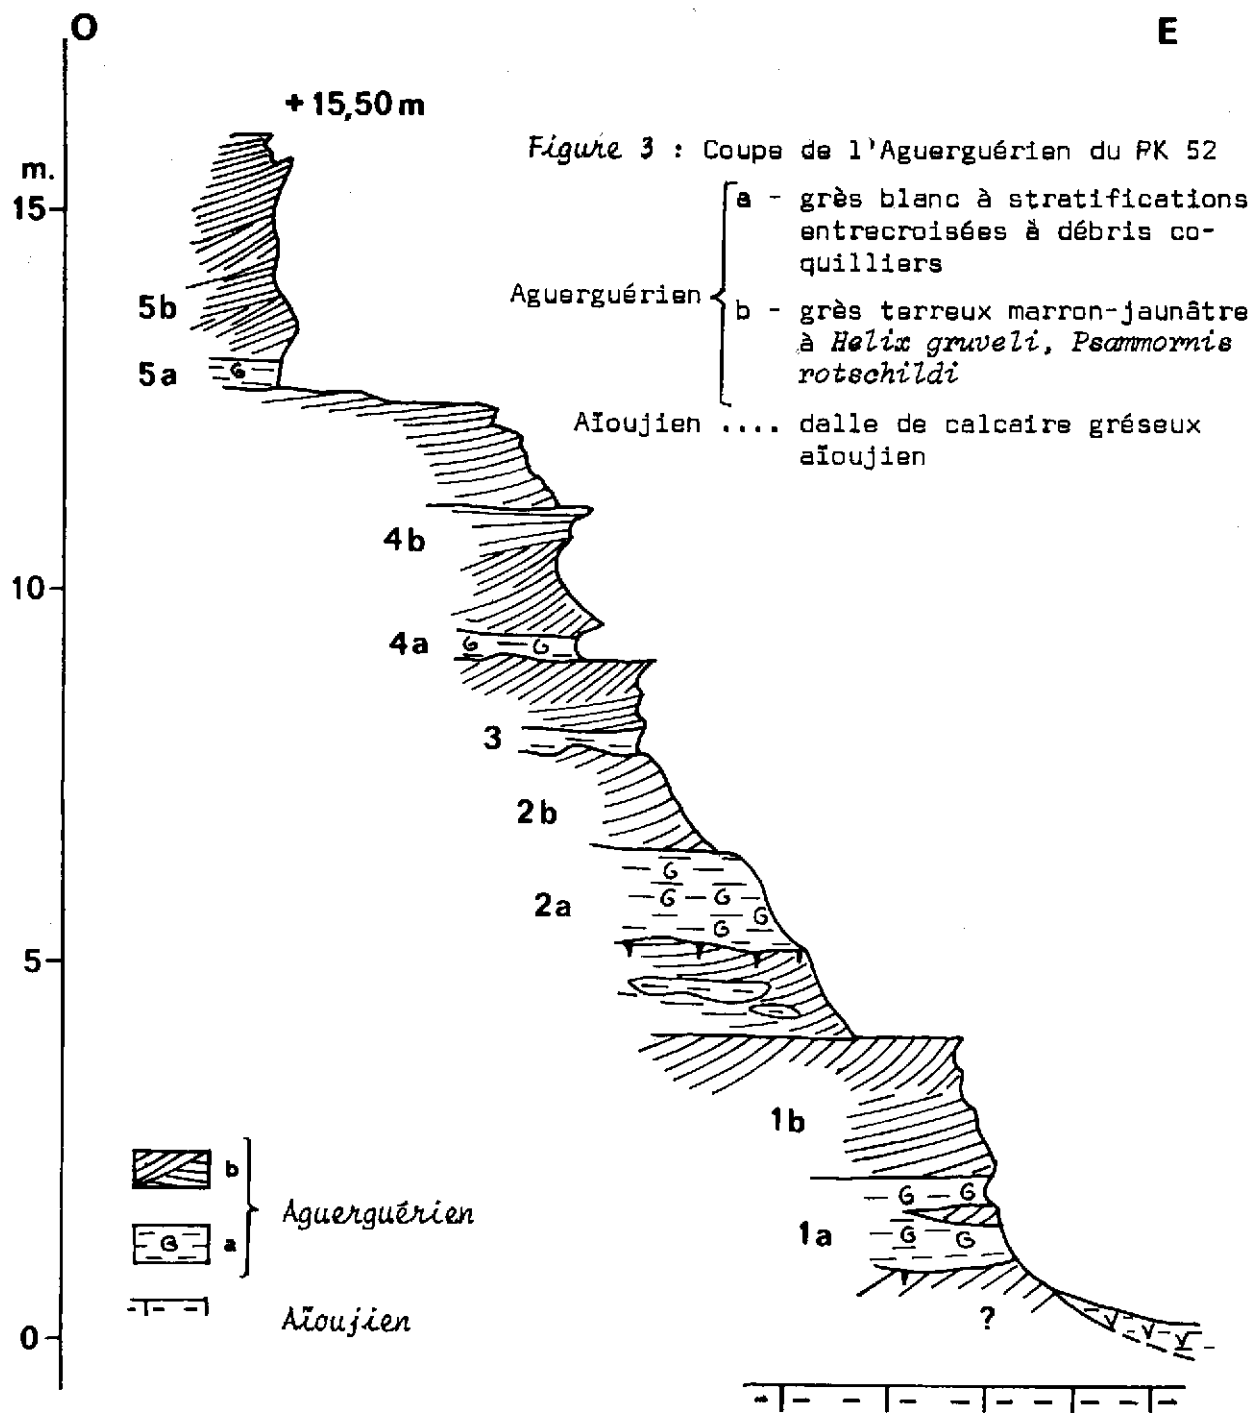 O
E
+ 15,50 m
m.
Figure 3 : Coupe de l'Aguerguérien du PK 52
a - grès blanc à stratifications
entrecroisées à débris co-
quilliers
Aguerguérien
b - grès terreux marron-jaunâtre
à Helix gruveli, Psammornis
rotschildi
Aïoujien .... dalle de calcaire gréseux
aïoujien
15
5b
5a
G
4b
10
4a
G G
3
2b
2a
G
G G
G
G
5
1b
G G
1a
G G
?
b
Aguerguérien
G a
Aïoujien
0